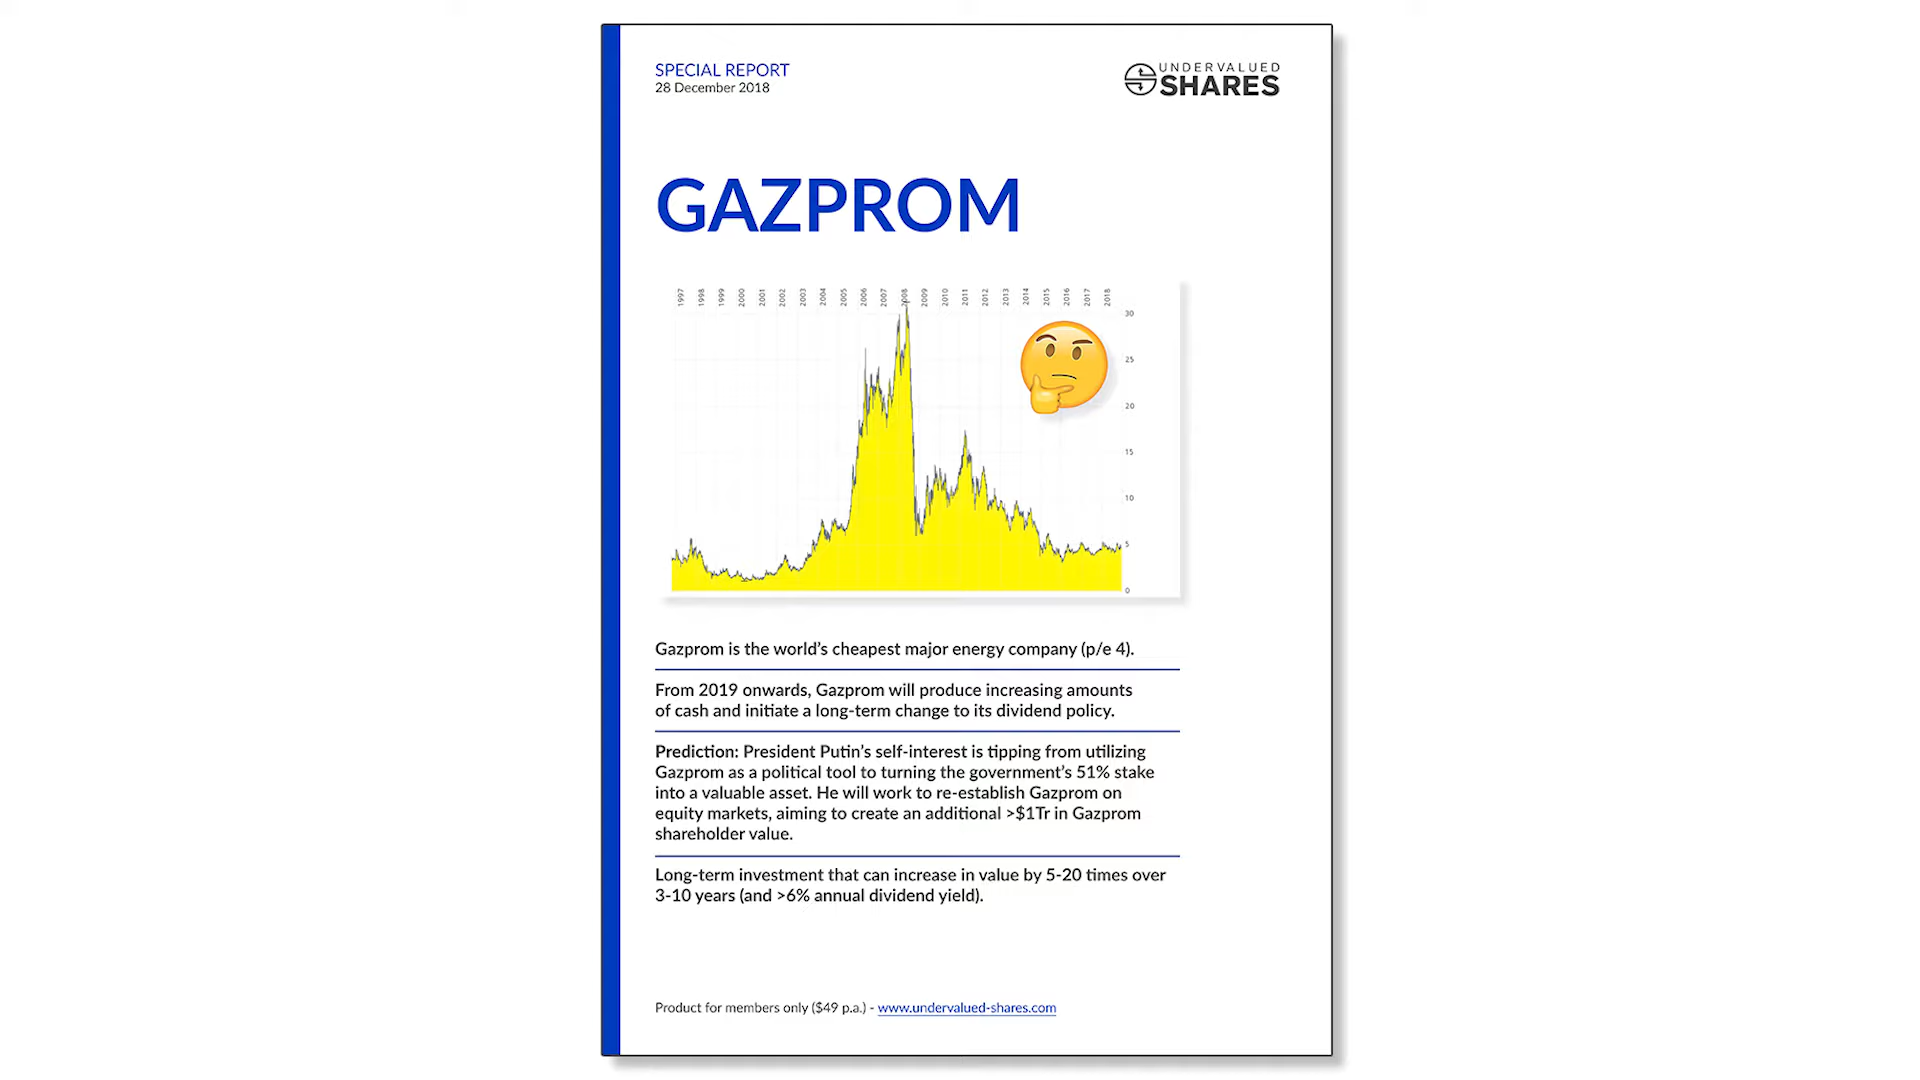 SPECIAL REPORT
28 December 2018
UNDERVALUED
SHARES
GAZPROM
1997 1998 1999 2000 2001 2002 2003 2004 2005 2006 2007 2008 2009 2010 2011 2012 2013 2014 2015 2016 2017 2018
30
25
20
15
10
5
0
Gazprom is the world's cheapest major energy company (p/e 4).
From 2019 onwards, Gazprom will produce increasing amounts
of cash and initiate a long-term change to its dividend policy.
Prediction: President Putin's self-interest is tipping from utilizing
Gazprom as a political tool to turning the government's 51% stake
into a valuable asset. He will work to re-establish Gazprom on
equity markets, aiming to create an additional >$1Tr in Gazprom
shareholder value.
Long-term investment that can increase in value by 5-20 times over
3-10 years (and >6% annual dividend yield).
Product for members only ($49 p.a.) - www.undervalued-shares.com